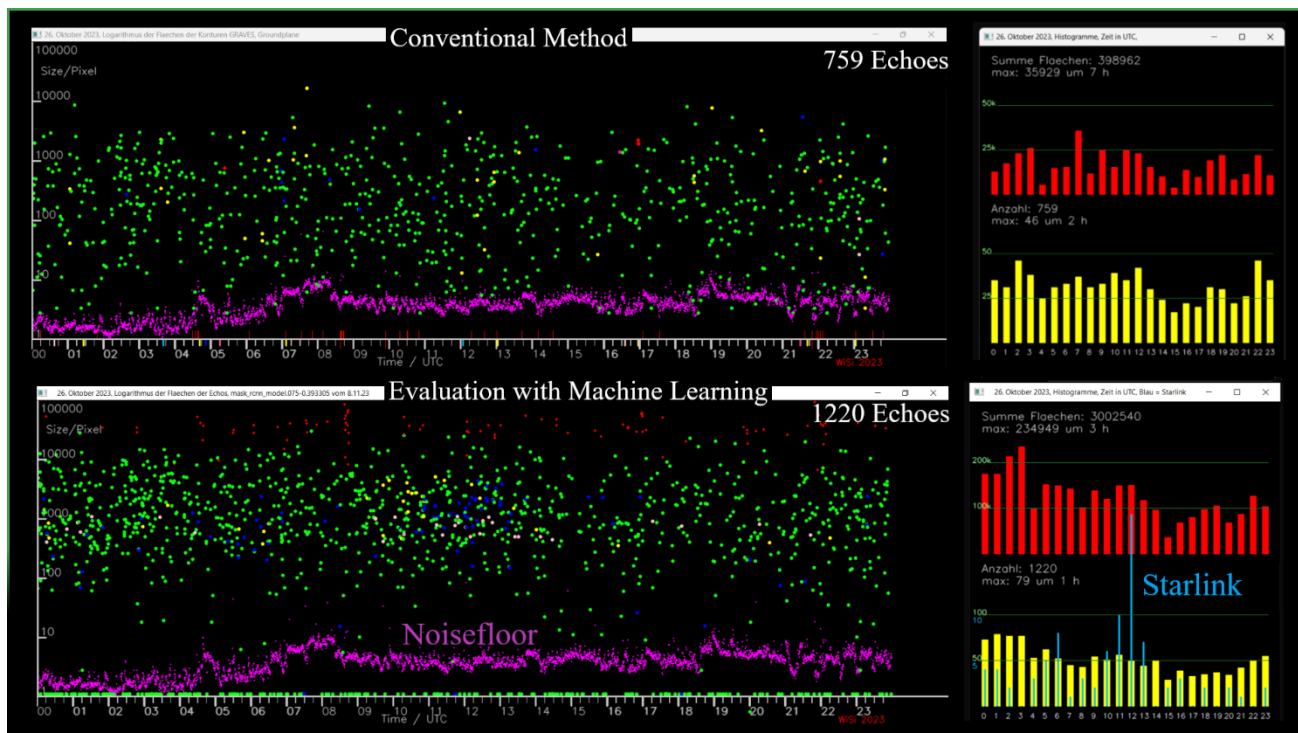 26. Oktober 2023, Logarithmus der Flaechen der Konturen GRAVES, Groundplane
Conventional Method
759 Echoes
100000
Size/Pixel
10000
1000
100
10
00 01 02 03 04 05 06 07 08 09 10 11 12 13 14 15 16 17 18 19 20 21 22 23
Time / UTC
WiSi 2023
26. Oktober 2023, Histogramme, Zeit in UTC,
Summe Flaechen: 398962
max: 35929 um 7 h
50k
25k
Anzahl: 759
max: 46 um 2 h
50
25
0 1 2 3 4 5 6 7 8 9 10 11 12 13 14 15 16 17 18 19 20 21 22 23
26. Oktober 2023, Logarithmus der Flaechen der Echos, mask_rcnn_model.075-0.393305 vom 8.11.23
Evaluation with Machine Learning
1220 Echoes
100000
Size/Pixel
10000
1000
100
10
Noisefloor
00 01 02 03 04 05 06 07 08 09 10 11 12 13 14 15 16 17 18 19 20 21 22 23
Time / UTC
WiSi 2023
26. Oktober 2023, Histogramme, Zeit in UTC, Blau = Starlink
Summe Flaechen: 3002540
max: 234949 um 3 h
200k
100k
Anzahl: 1220
max: 79 um 1 h
Starlink
100
10
50
5
0 1 2 3 4 5 6 7 8 9 10 11 12 13 14 15 16 17 18 19 20 21 22 23